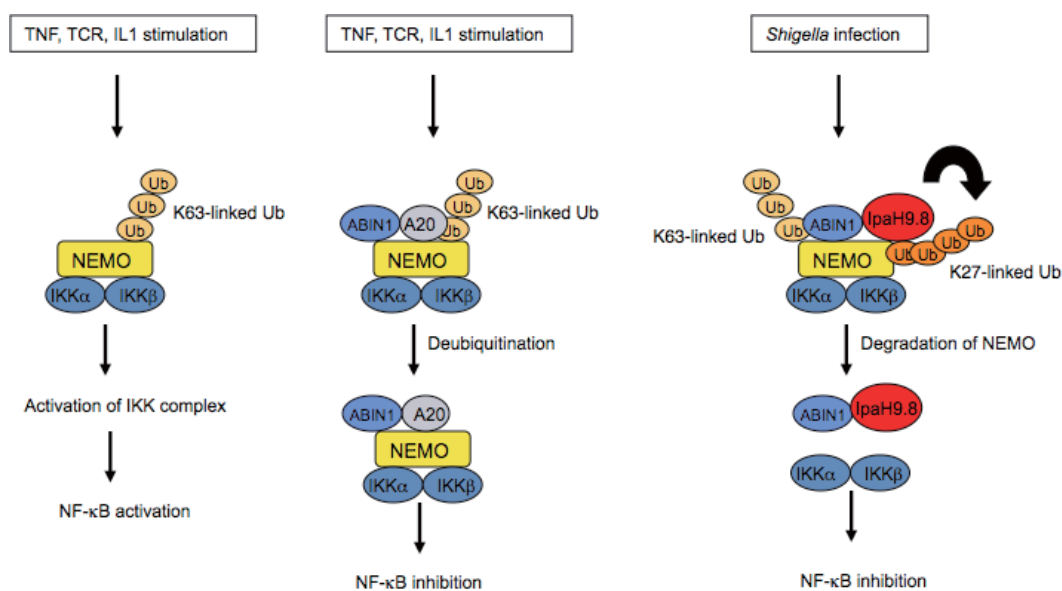 TNF, TCR, IL1 stimulation
Ub
Ub
Ub
K63-linked Ub
NEMO
IKKα
IKKβ
Activation of IKK complex
NF-κB activation
TNF, TCR, IL1 stimulation
Ub
Ub
Ub
K63-linked Ub
ABIN1
A20
NEMO
IKKα
IKKβ
Deubiquitination
ABIN1
A20
NEMO
IKKα
IKKβ
NF-κB inhibition
Shigella infection
Ub
Ub
Ub
K63-linked Ub
ABIN1
IpaH9.8
Ub
Ub
Ub
Ub
K27-linked Ub
NEMO
IKKα
IKKβ
Degradation of NEMO
ABIN1
IpaH9.8
IKKα
IKKβ
NF-κB inhibition